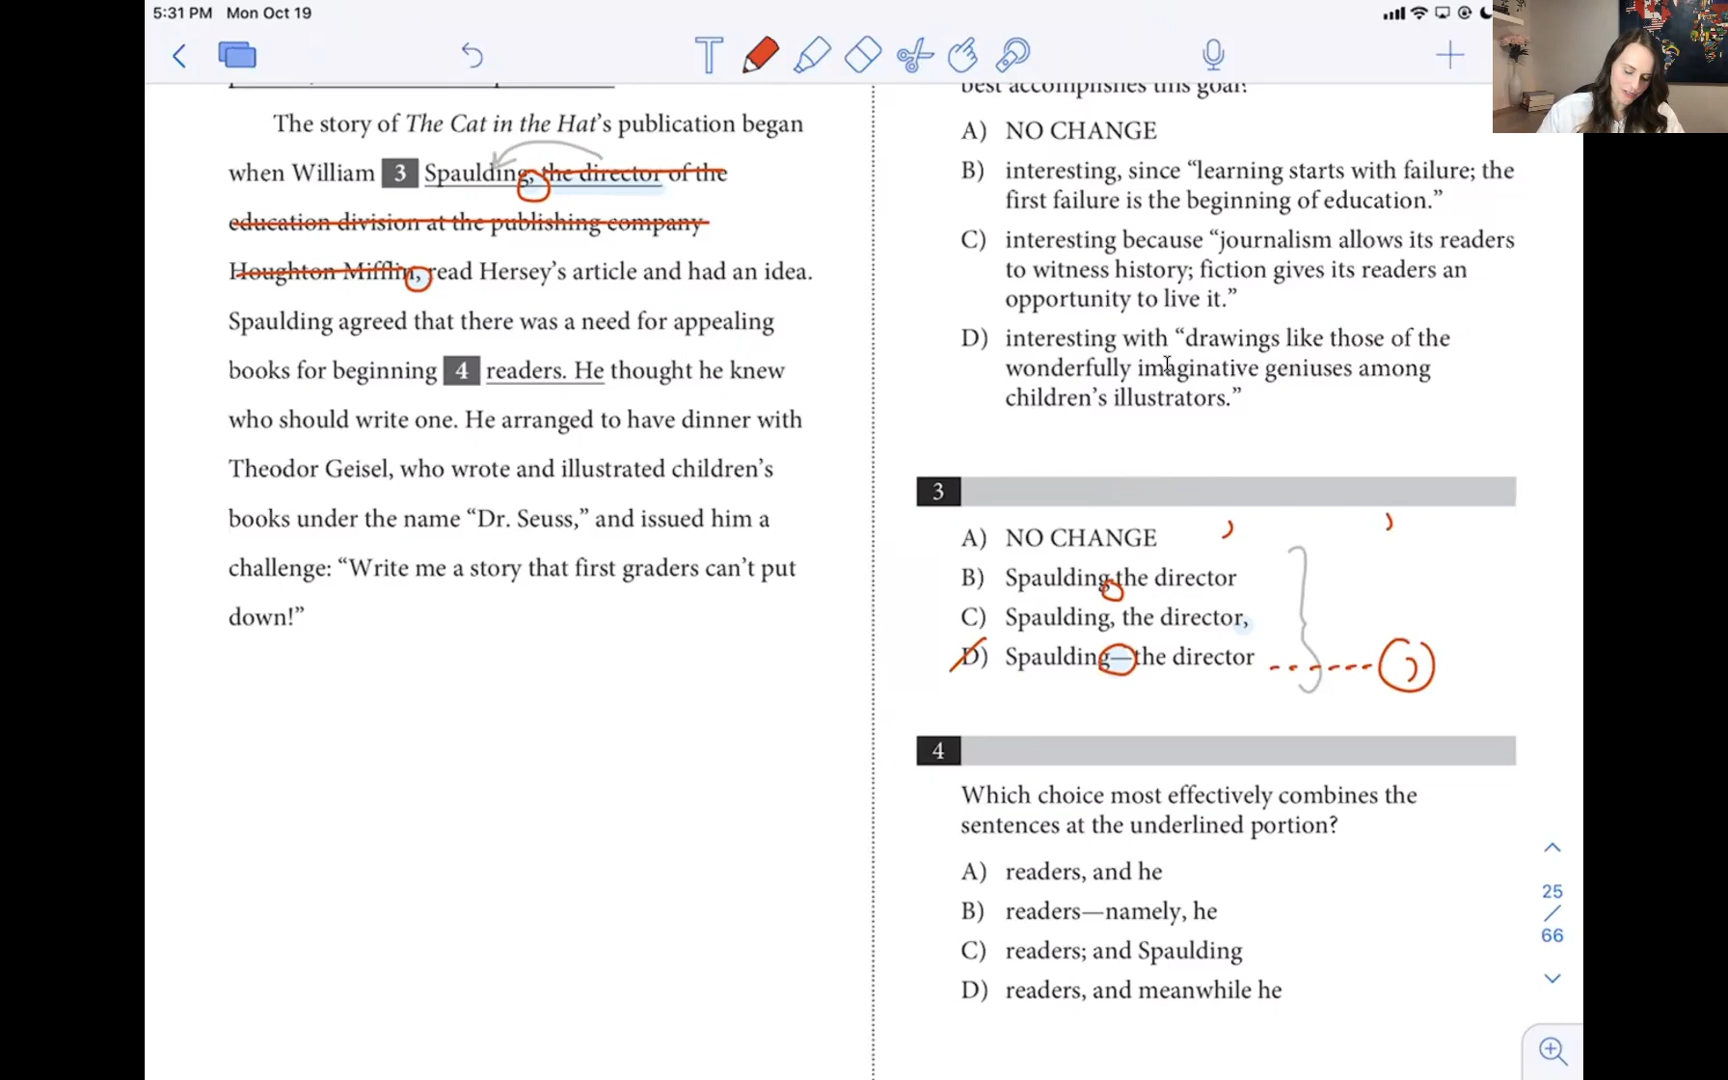 5:31 PM Mon Oct 19
The story of The Cat in the Hat’s publication began
when William 3 Spaulding, the director of the
education division at the publishing company
Houghton Mifflin, read Hersey’s article and had an idea.
Spaulding agreed that there was a need for appealing
books for beginning 4 readers. He thought he knew
who should write one. He arranged to have dinner with
Theodor Geisel, who wrote and illustrated children’s
books under the name “Dr. Seuss,” and issued him a
challenge: “Write me a story that first graders can’t put
down!”
best accomplishes this goal?
A) NO CHANGE
B) interesting, since “learning starts with failure; the
first failure is the beginning of education.”
C) interesting because “journalism allows its readers
to witness history; fiction gives its readers an
opportunity to live it.”
D) interesting with “drawings like those of the
wonderfully imaginative geniuses among
children’s illustrators.”
3
A) NO CHANGE
B) Spaulding the director
C) Spaulding, the director,
D) Spaulding—the director
4
Which choice most effectively combines the
sentences at the underlined portion?
A) readers, and he
B) readers—namely, he
C) readers; and Spaulding
D) readers, and meanwhile he
25
/
66